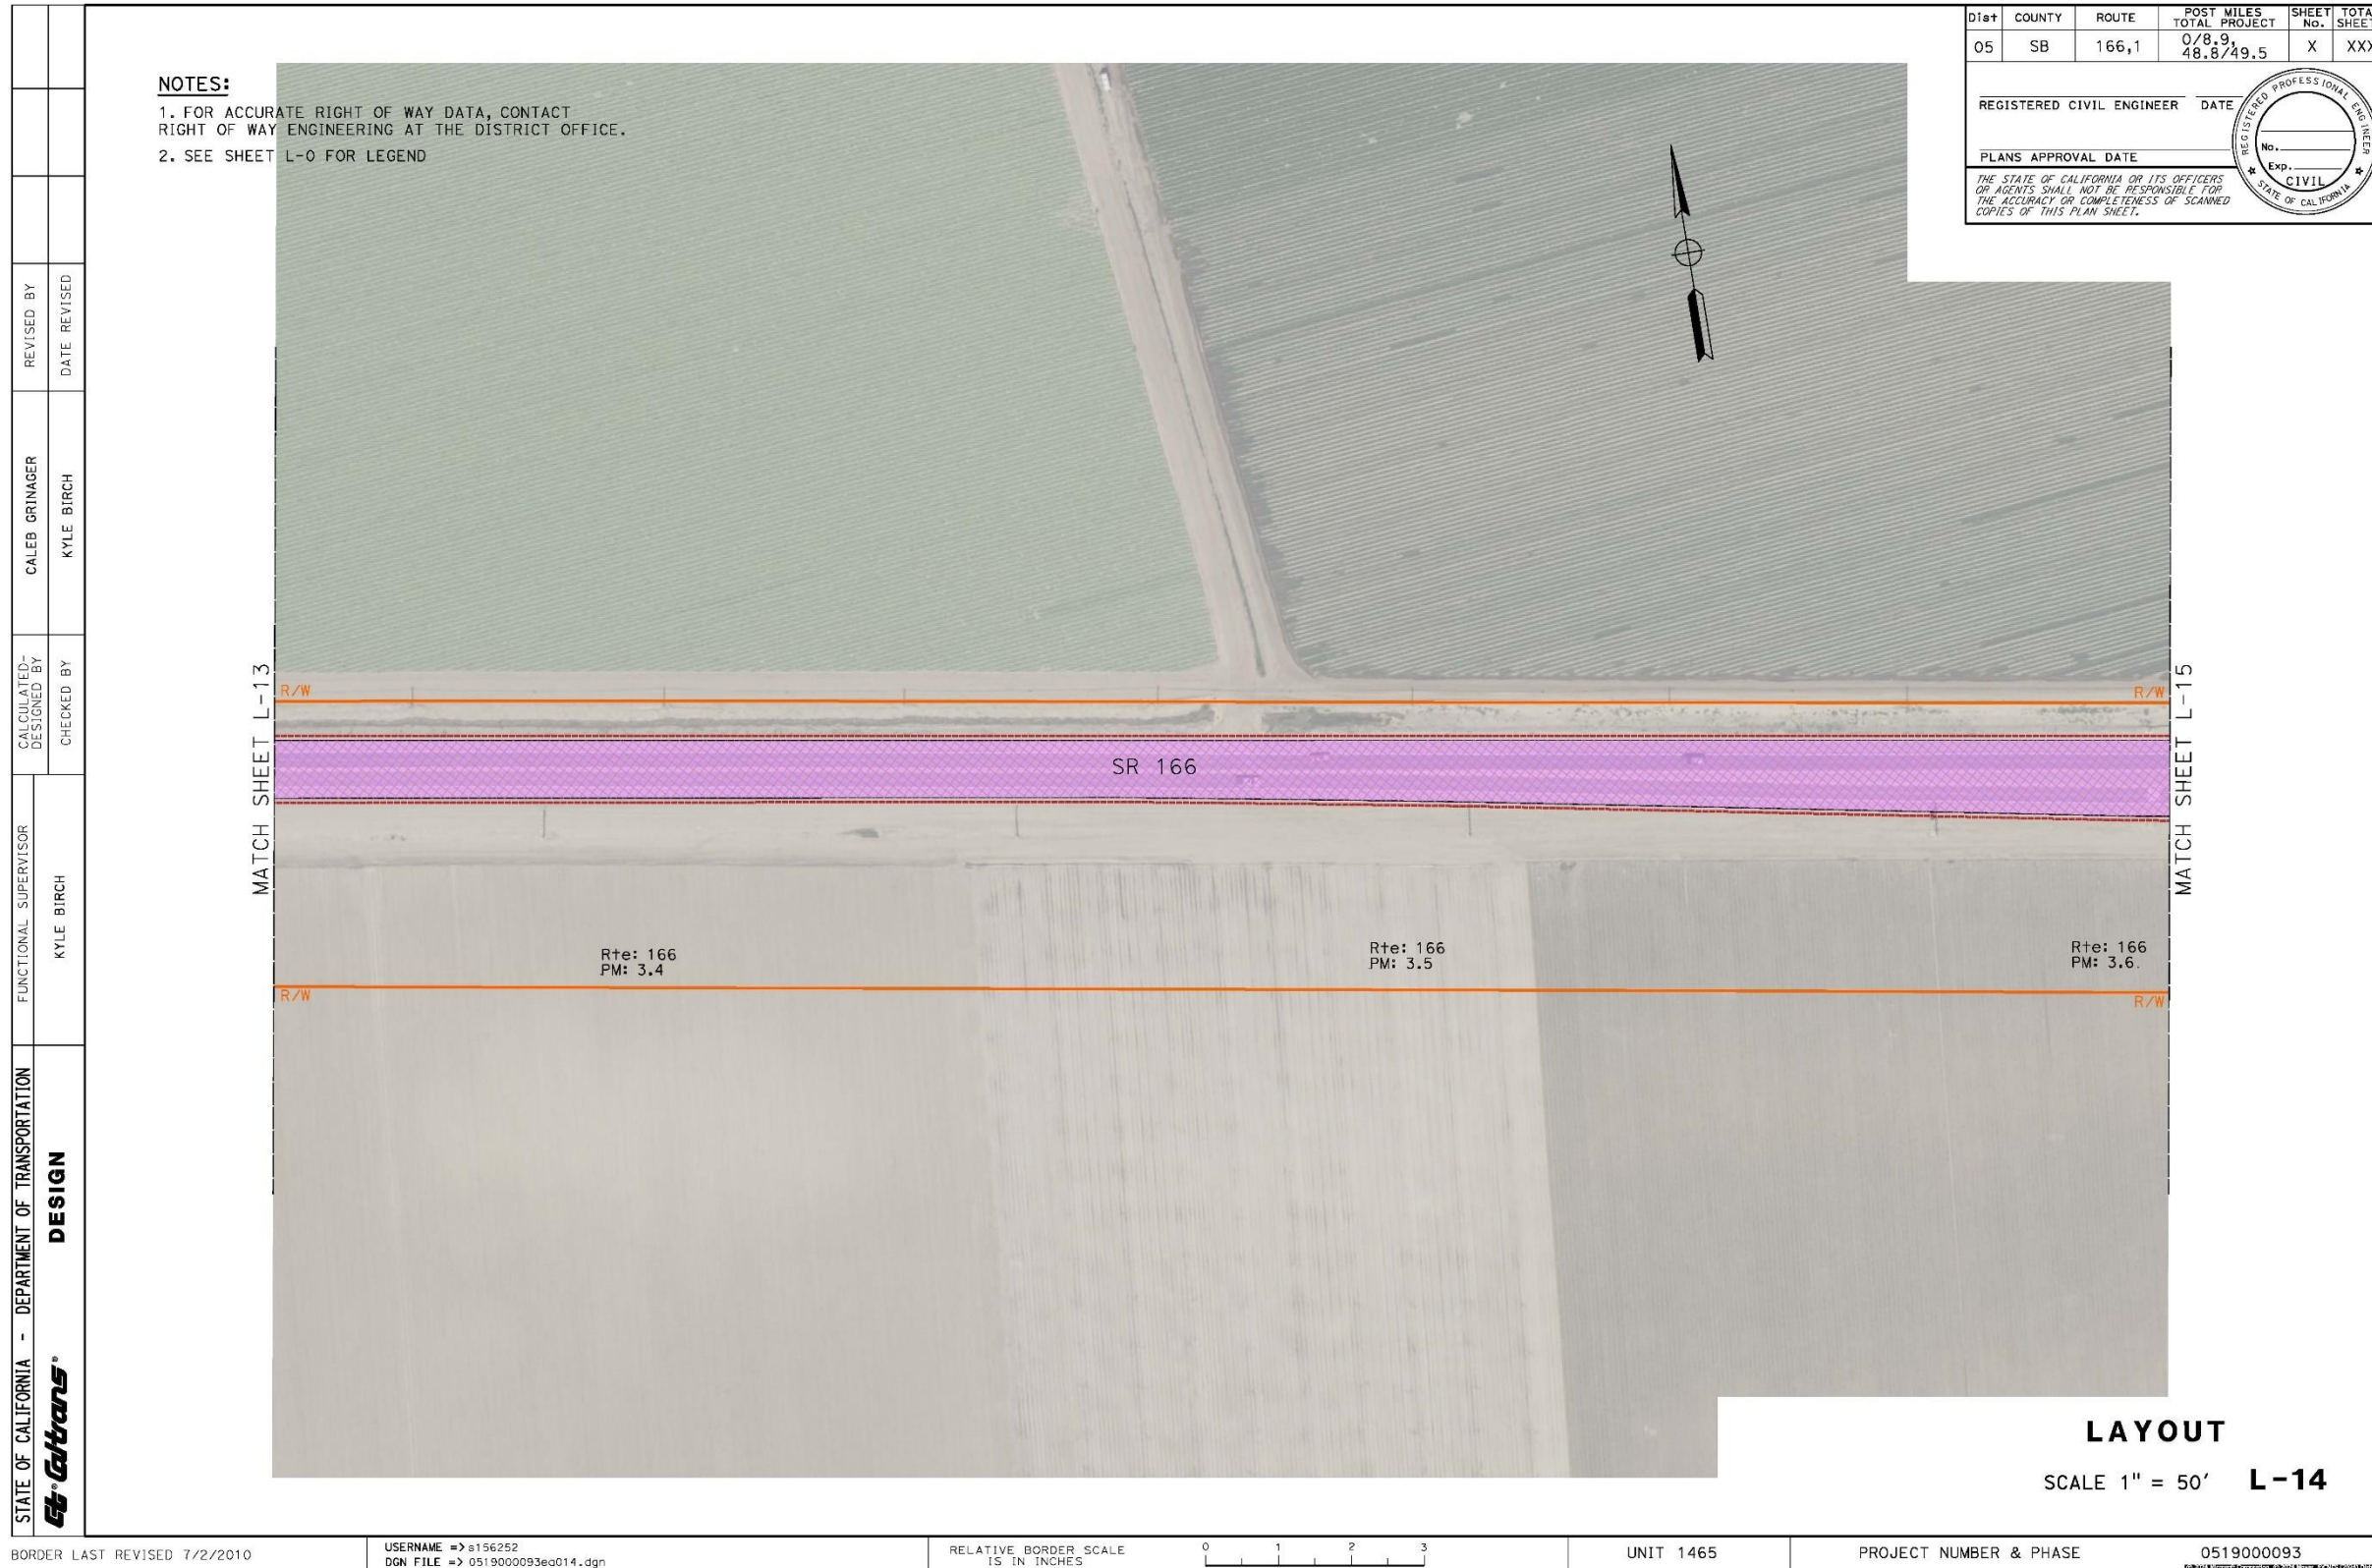 Dist COUNTY ROUTE POST MILES TOTAL PROJECT SHEET No.
05 SB 166,1 0/8.9, 48.8/49.5 X
REGISTERED CIVIL ENGINEER DATE
PLANS APPROVAL DATE
THE STATE OF CALIFORNIA OR ITS OFFICERS
OR AGENTS SHALL NOT BE RESPONSIBLE FOR
THE ACCURACY OR COMPLETENESS OF SCANNED
COPIES OF THIS PLAN SHEET.
REGISTERED PROFESSIONAL ENGINEER
No.
Exp.
CIVIL
STATE OF CALIFORNIA
NOTES:
1. FOR ACCURATE RIGHT OF WAY DATA, CONTACT
RIGHT OF WAY ENGINEERING AT THE DISTRICT OFFICE.
2. SEE SHEET L-0 FOR LEGEND
REVISED BY
DATE REVISED
CALEB GRINAGER
KYLE BIRCH
CALCULATED-
DESIGNED BY
CHECKED BY
FUNCTIONAL SUPERVISOR
KYLE BIRCH
STATE OF CALIFORNIA - DEPARTMENT OF TRANSPORTATION
DESIGN
Caltrans
MATCH SHEET L-13
R/W
R/W
MATCH SHEET L-15
SR 166
Rte: 166
PM: 3.4
Rte: 166
PM: 3.5
Rte: 166
PM: 3.6
R/W
R/W
LAYOUT
SCALE 1" = 50' L-14
BORDER LAST REVISED 7/2/2010
USERNAME => s156252
DGN FILE => 0519000093ea014.dgn
RELATIVE BORDER SCALE
IS IN INCHES
0 1 2 3
UNIT 1465
PROJECT NUMBER & PHASE
0519000093